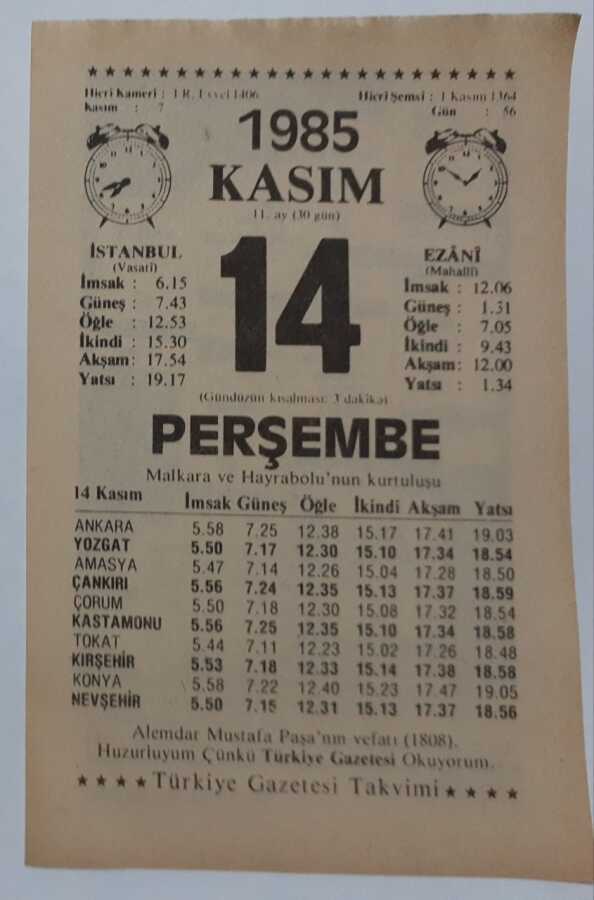 Hicri Kameri : 1 R. Evvel 1406
Hicri Şemsi : 1 Kasım 1364
Kasım : 7
Gün : 56
1985
KASIM
11. ay (30 gün)
14
İSTANBUL
(Vasati)
İmsak : 6.15
Güneş : 7.43
Öğle : 12.53
İkindi : 15.30
Akşam: 17.54
Yatsı : 19.17
EZÂNÎ
(Mahallî)
İmsak : 12.06
Güneş : 1.31
Öğle : 7.05
İkindi : 9.43
Akşam: 12.00
Yatsı : 1.34
(Gündüzün kısalması: 3 dakika)
PERŞEMBE
Malkara ve Hayrabolu'nun kurtuluşu
14 Kasım İmsak Güneş Öğle İkindi Akşam Yatsı
ANKARA 5.58 7.25 12.38 15.17 17.41 19.03
YOZGAT 5.50 7.17 12.30 15.10 17.34 18.54
AMASYA 5.47 7.14 12.26 15.04 17.28 18.50
ÇANKIRI 5.56 7.24 12.35 15.13 17.37 18.59
ÇORUM 5.50 7.18 12.30 15.08 17.32 18.54
KASTAMONU 5.56 7.25 12.35 15.10 17.34 18.58
TOKAT 5.44 7.11 12.23 15.02 17.26 18.48
KIRŞEHİR 5.53 7.18 12.33 15.14 17.38 18.58
KONYA 5.58 7.22 12.40 15.23 17.47 19.05
NEVŞEHİR 5.50 7.15 12.31 15.13 17.37 18.56
Alemdar Mustafa Paşa'nın vefatı (1808).
Huzurluyum Çünkü Türkiye Gazetesi Okuyorum.
★ ★ ★ ★ Türkiye Gazetesi Takvimi ★ ★ ★ ★